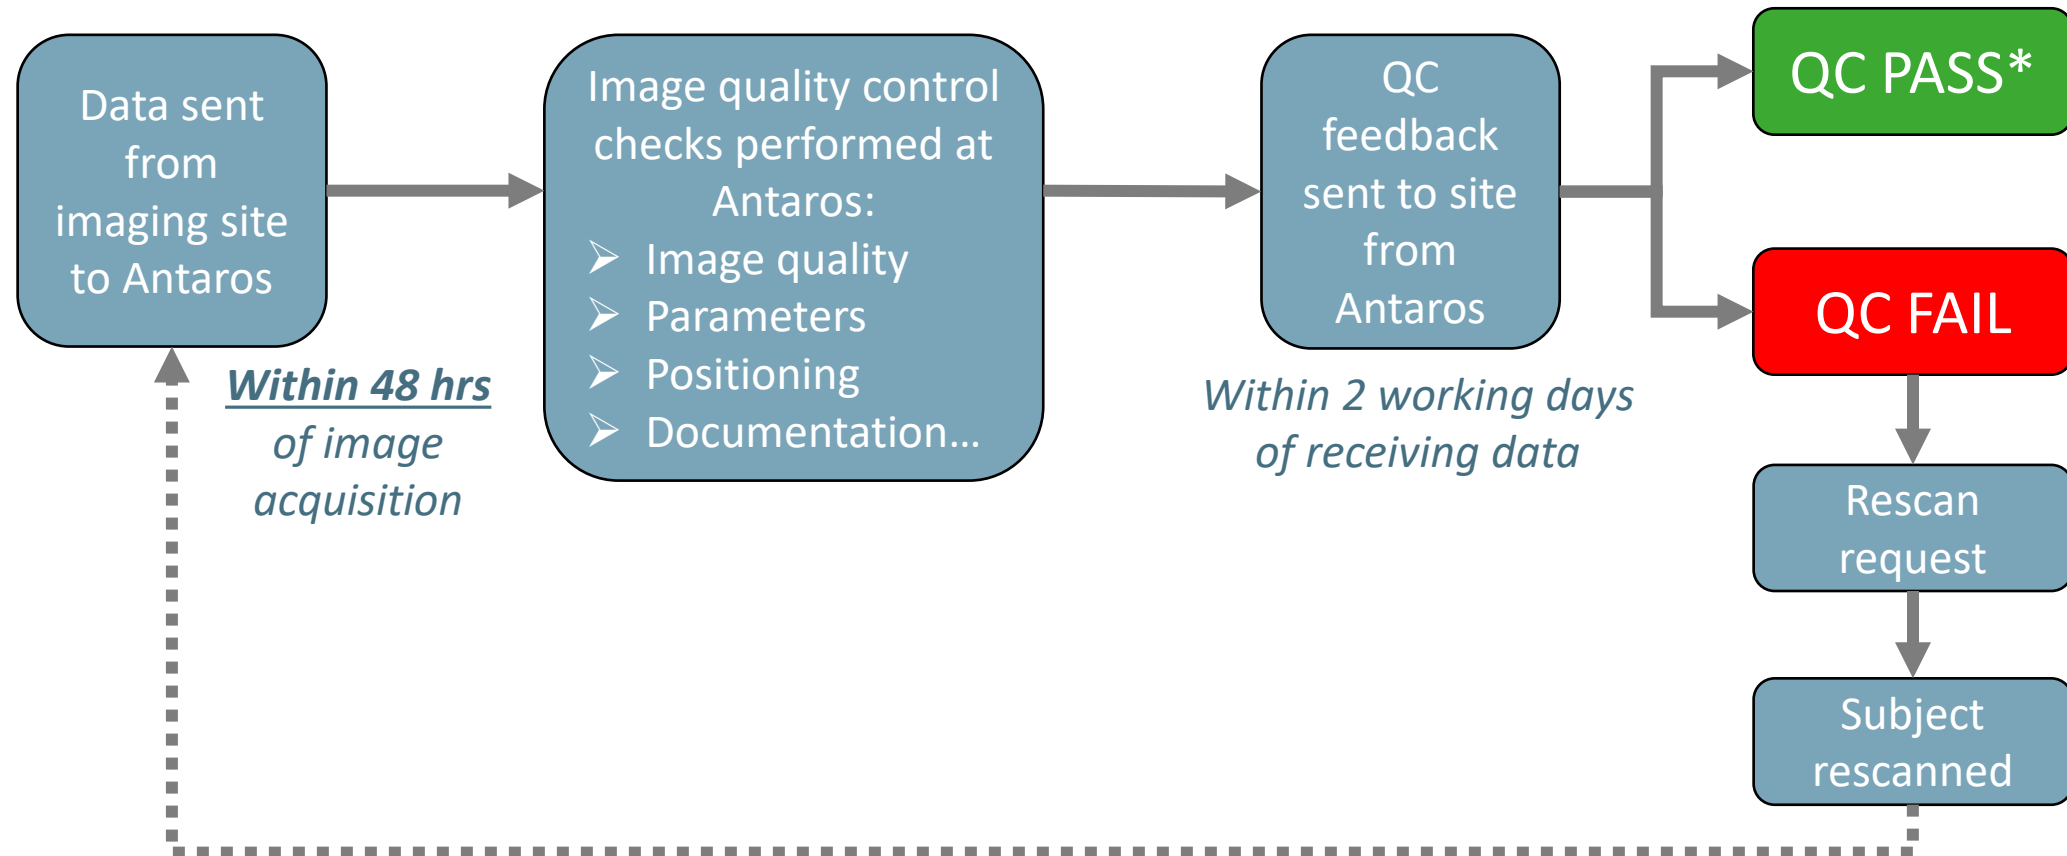 Data sent
from
imaging site
to Antaros
Within 48 hrs
of image
acquisition
Image quality control
checks performed at
Antaros:
➢ Image quality
➢ Parameters
➢ Positioning
➢ Documentation…
QC
feedback
sent to site
from
Antaros
Within 2 working days
of receiving data
QC PASS*
QC FAIL
Rescan
request
Subject
rescanned